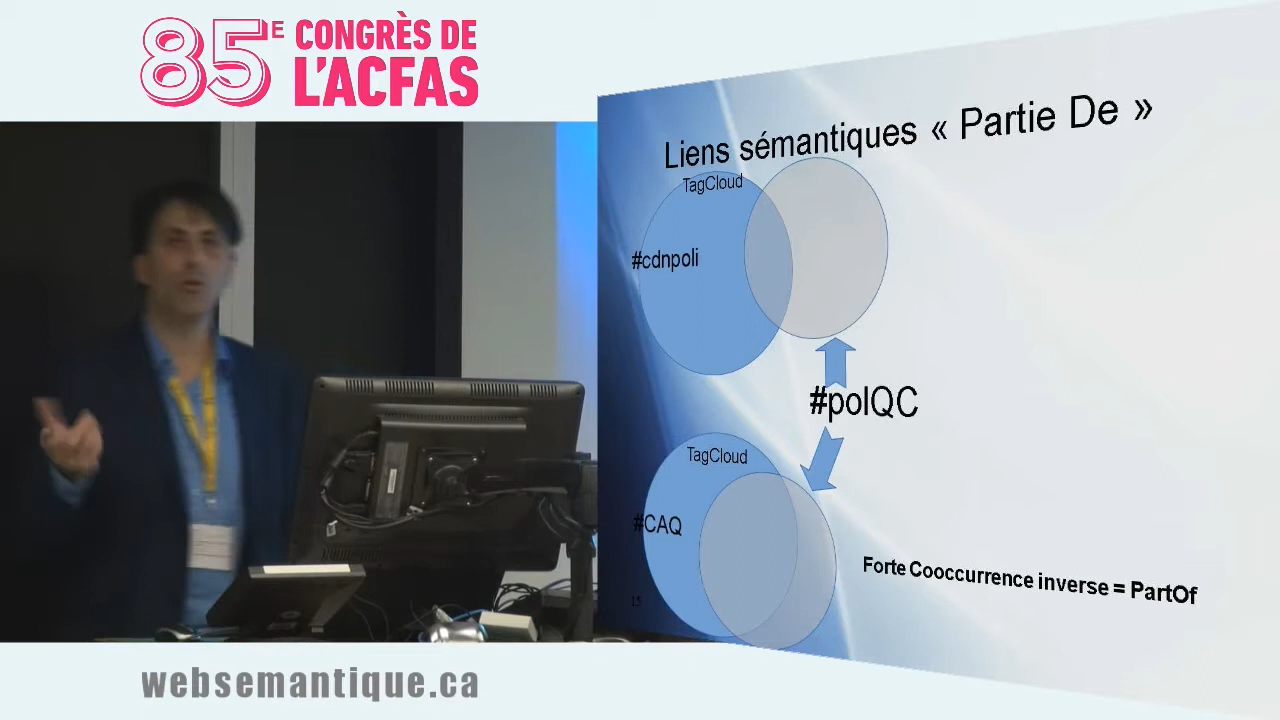 85E CONGRÈS DE
L'ACFAS
Liens sémantiques « Partie De »
TagCloud
#cdnpoli
#polQC
TagCloud
#CAQ
Forte Cooccurrence inverse = PartOf
15
websemantique.ca